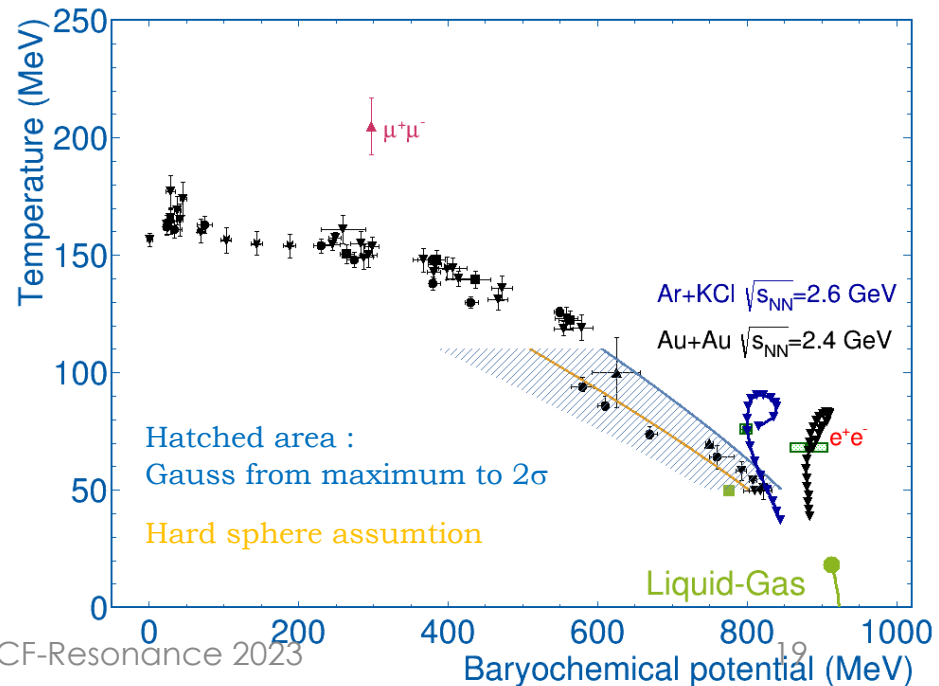 Temperature (MeV)
250
200
150
100
50
0
μ⁺μ⁻
Ar+KCl √sNN=2.6 GeV
Au+Au √sNN=2.4 GeV
e⁺e⁻
Hatched area :
Gauss from maximum to 2σ
Hard sphere assumtion
Liquid-Gas
0 200 400 600 800 1000
CF-Resonance 2023
19
Baryochemical potential (MeV)